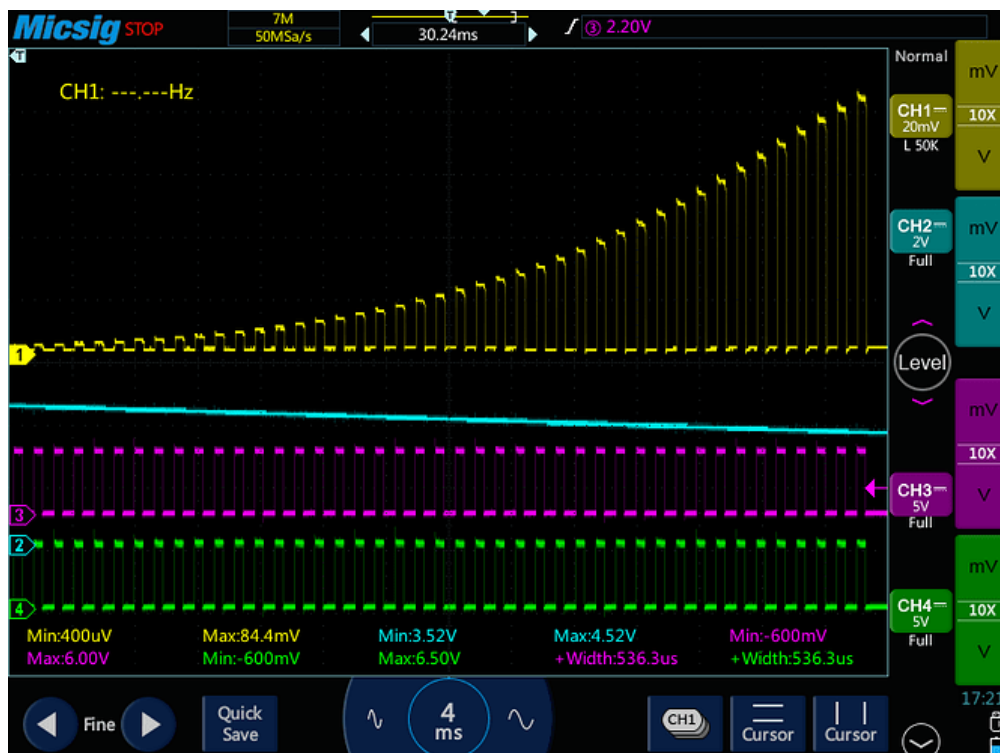 Micsig STOP
7M
50MSa/s
T
30.24ms
3 2.20V
T
Normal
mV
CH1: ---.---Hz
CH1
20mV
L 50K
10X
V
CH2
2V
Full
mV
10X
V
1
Level
mV
10X
V
CH3
5V
Full
3
2
4
mV
CH4
5V
Full
10X
V
Min:400uV Max:84.4mV Min:3.52V Max:4.52V Min:-600mV
Max:6.00V Min:-600mV Max:6.50V +Width:536.3us +Width:536.3us
17:21
Fine
Quick
Save
4
ms
CH1
Cursor
Cursor